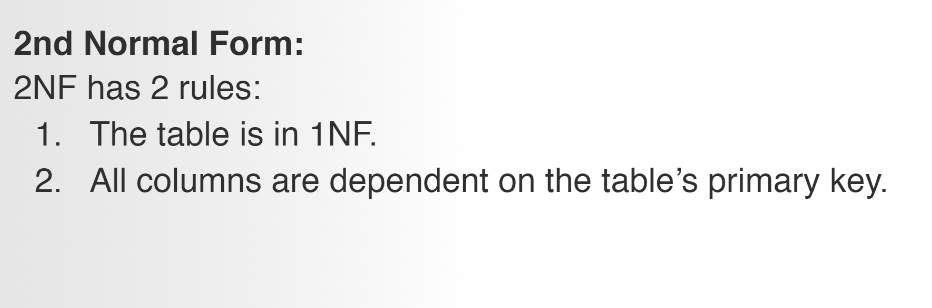 2nd Normal Form:
2NF has 2 rules:
1. The table is in 1NF.
2. All columns are dependent on the table’s primary key.